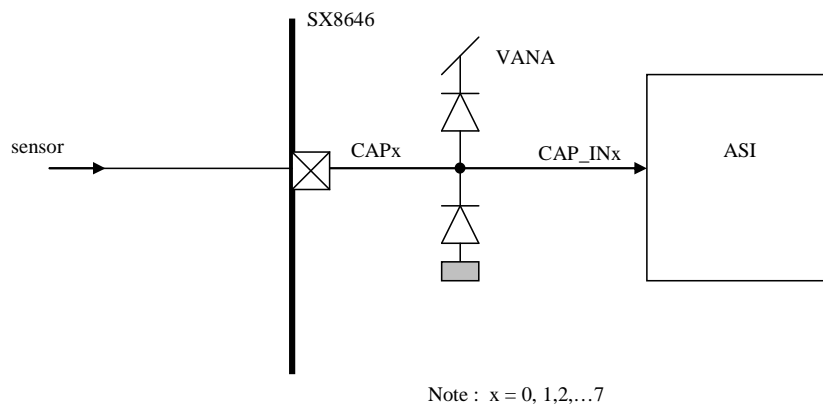 SX8646
VANA
sensor
CAPx
CAP_INx
ASI
Note : x = 0, 1,2,…7